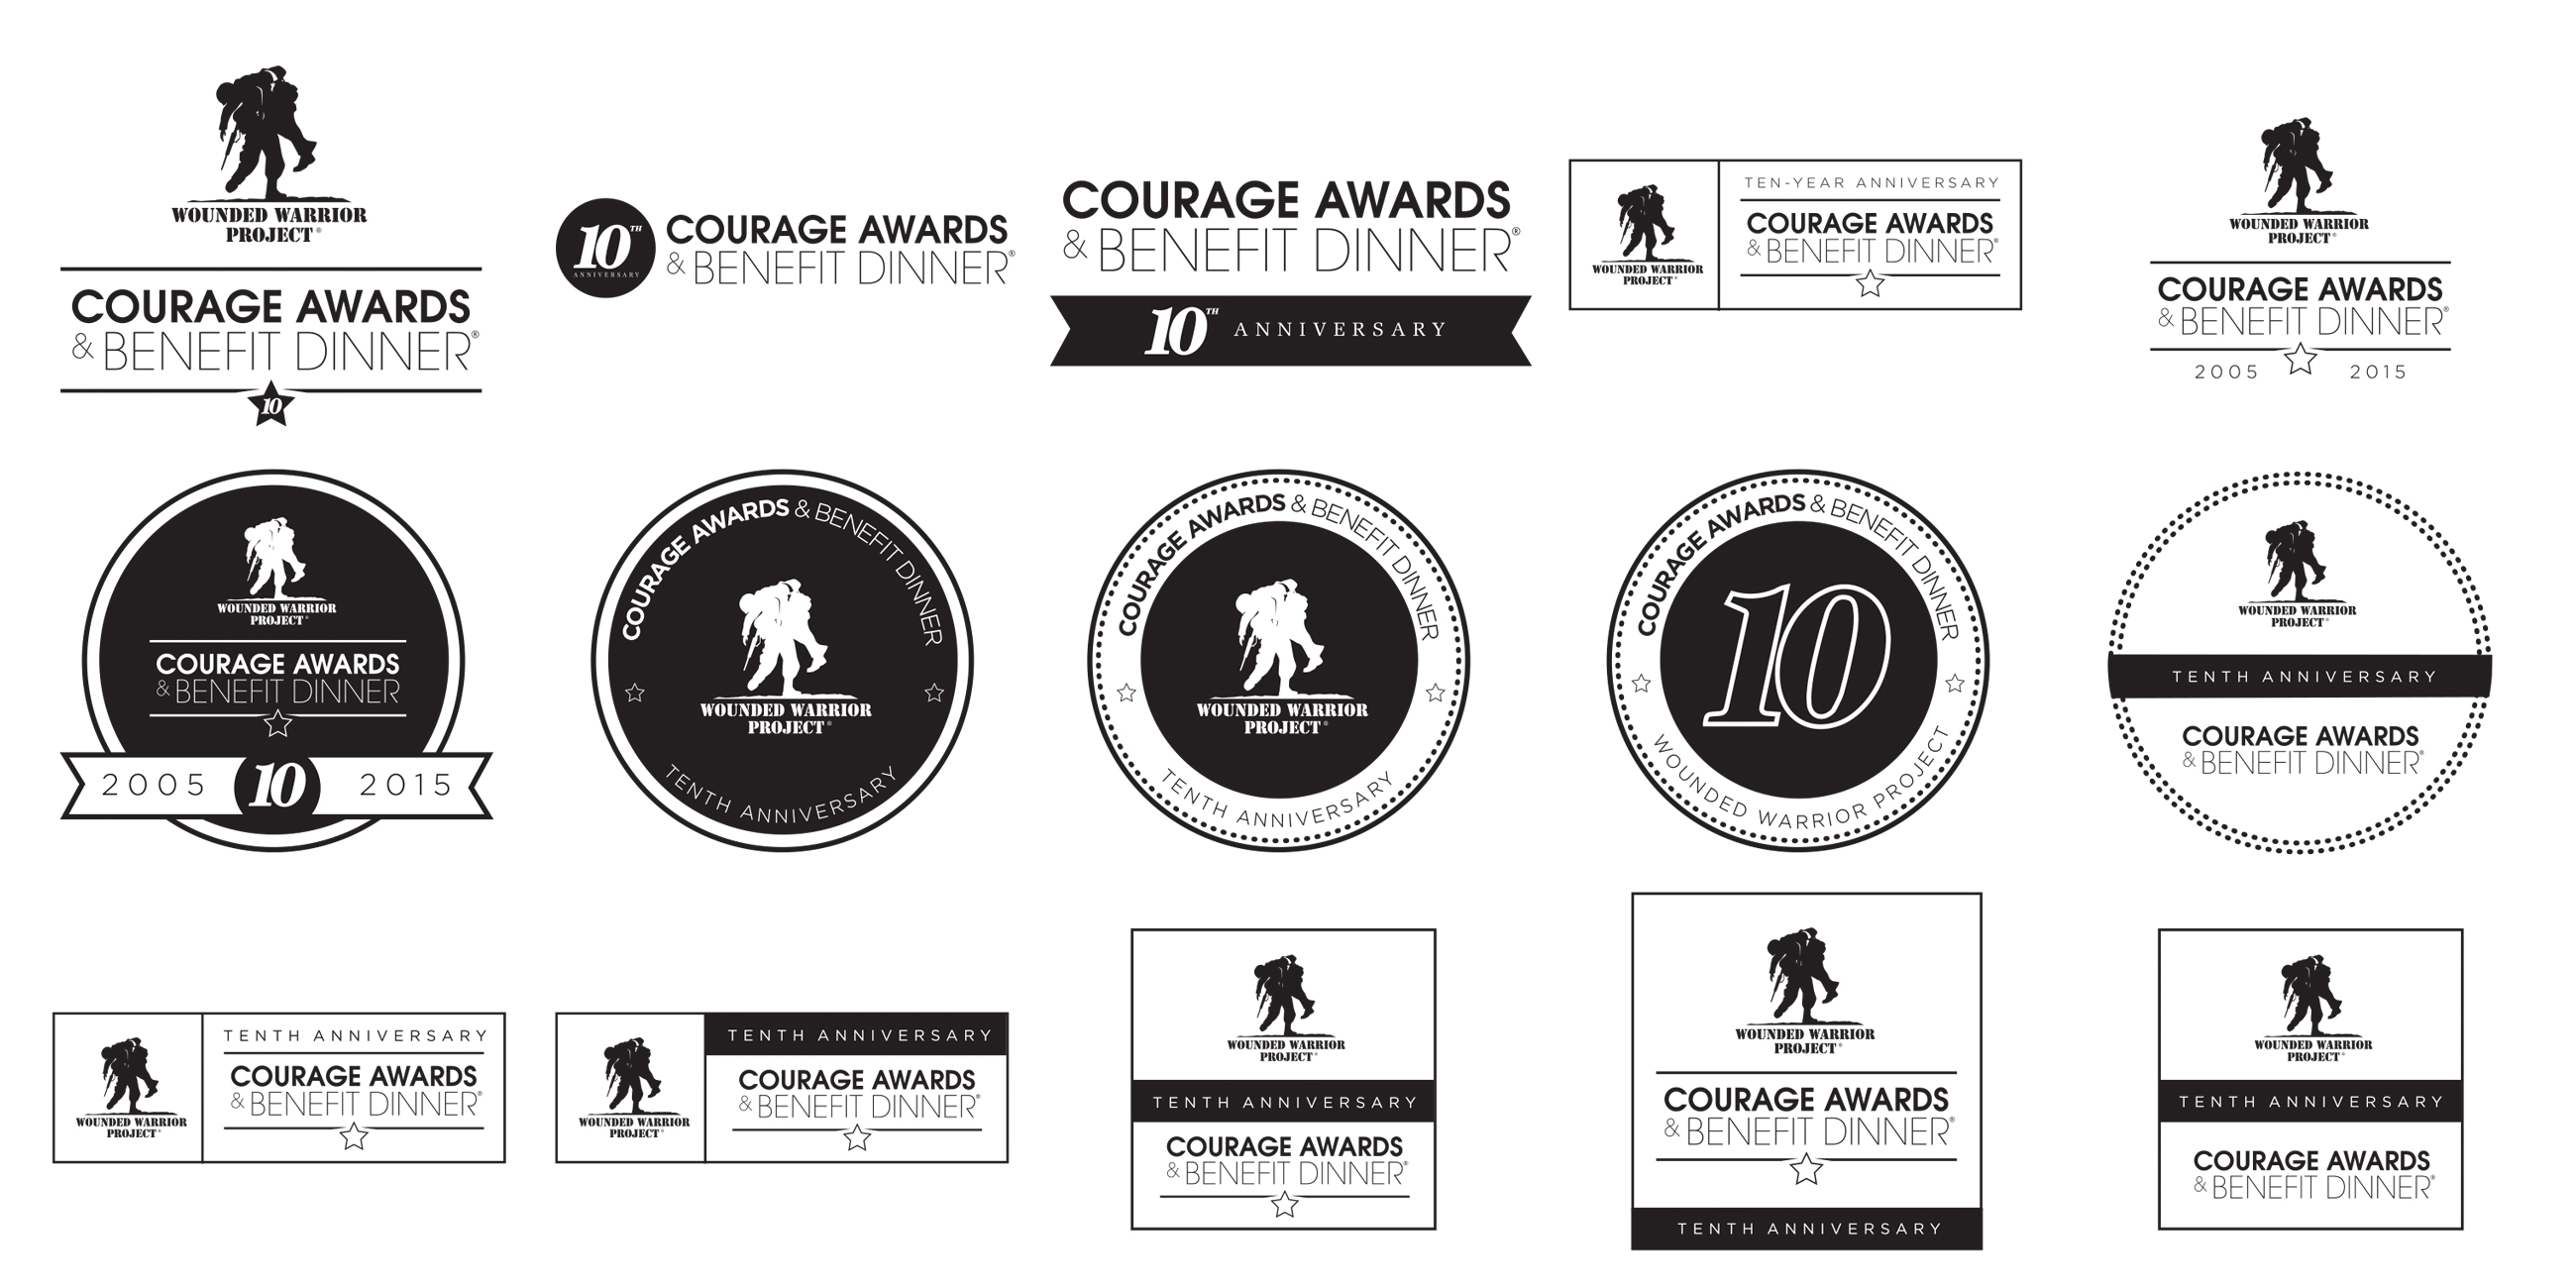 WOUNDED WARRIOR
PROJECT®
COURAGE AWARDS
& BENEFIT DINNER®
10
10TH
ANNIVERSARY
COURAGE AWARDS
& BENEFIT DINNER®
COURAGE AWARDS
& BENEFIT DINNER®
10TH ANNIVERSARY
WOUNDED WARRIOR
PROJECT®
TEN-YEAR ANNIVERSARY
COURAGE AWARDS
& BENEFIT DINNER®
WOUNDED WARRIOR
PROJECT®
COURAGE AWARDS
& BENEFIT DINNER®
2005 2015
WOUNDED WARRIOR
PROJECT®
COURAGE AWARDS
& BENEFIT DINNER
2005 10 2015
COURAGE AWARDS & BENEFIT DINNER
WOUNDED WARRIOR
PROJECT®
TENTH ANNIVERSARY
COURAGE AWARDS & BENEFIT DINNER
WOUNDED WARRIOR
PROJECT®
TENTH ANNIVERSARY
COURAGE AWARDS & BENEFIT DINNER
10
WOUNDED WARRIOR PROJECT
WOUNDED WARRIOR
PROJECT®
TENTH ANNIVERSARY
COURAGE AWARDS
& BENEFIT DINNER®
WOUNDED WARRIOR
PROJECT®
TENTH ANNIVERSARY
COURAGE AWARDS
& BENEFIT DINNER®
WOUNDED WARRIOR
PROJECT®
TENTH ANNIVERSARY
COURAGE AWARDS
& BENEFIT DINNER®
WOUNDED WARRIOR
PROJECT®
TENTH ANNIVERSARY
COURAGE AWARDS
& BENEFIT DINNER®
WOUNDED WARRIOR
PROJECT®
COURAGE AWARDS
& BENEFIT DINNER®
TENTH ANNIVERSARY
WOUNDED WARRIOR
PROJECT®
TENTH ANNIVERSARY
COURAGE AWARDS
& BENEFIT DINNER®